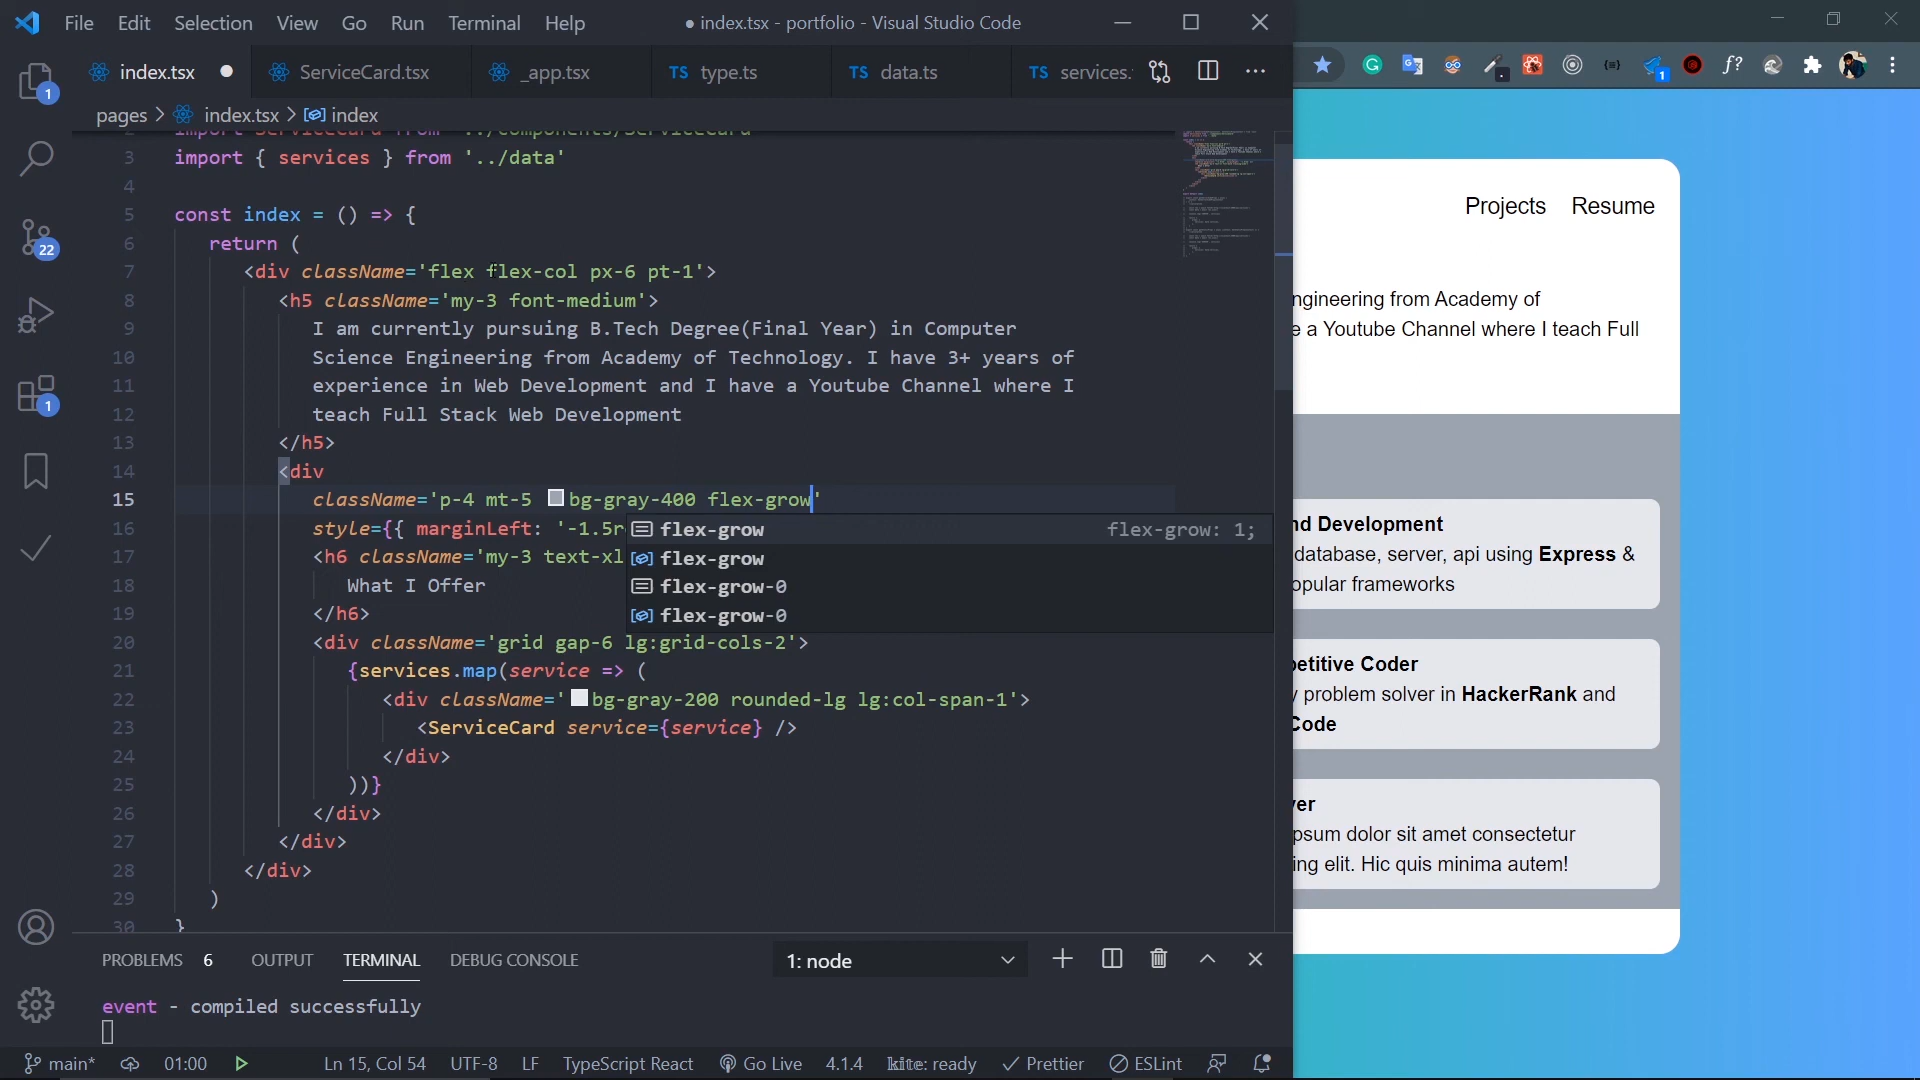 File Edit Selection View Go Run Terminal Help
● index.tsx - portfolio - Visual Studio Code
index.tsx ServiceCard.tsx _app.tsx TS type.ts TS data.ts TS services.
pages > index.tsx > index
import ServiceCard from '../components/ServiceCard'
3 import { services } from '../data'
4
5 const index = () => {
6 return (
7 <div className='flex flex-col px-6 pt-1'>
8 <h5 className='my-3 font-medium'>
9 I am currently pursuing B.Tech Degree(Final Year) in Computer
10 Science Engineering from Academy of Technology. I have 3+ years of
11 experience in Web Development and I have a Youtube Channel where I
12 teach Full Stack Web Development
13 </h5>
14 <div
15 className='p-4 mt-5 bg-gray-400 flex-grow'
16 style={{ marginLeft: '-1.5r
17 <h6 className='my-3 text-xl
18 What I Offer
19 </h6>
20 <div className='grid gap-6 lg:grid-cols-2'>
21 {services.map(service => (
22 <div className='bg-gray-200 rounded-lg lg:col-span-1'>
23 <ServiceCard service={service} />
24 </div>
25 ))}
26 </div>
27 </div>
28 </div>
29 )
30 }
flex-grow flex-grow: 1;
flex-grow
flex-grow-0
flex-grow-0
1
22
1
PROBLEMS 6 OUTPUT TERMINAL DEBUG CONSOLE 1: node
event - compiled successfully
main* 01:00 Ln 15, Col 54 UTF-8 LF TypeScript React Go Live 4.1.4 kite: ready Prettier ESLint
f?
1
Projects Resume
ngineering from Academy of
e a Youtube Channel where I teach Full
nd Development
database, server, api using Express &
opular frameworks
petitive Coder
y problem solver in HackerRank and
Code
ver
psum dolor sit amet consectetur
ing elit. Hic quis minima autem!